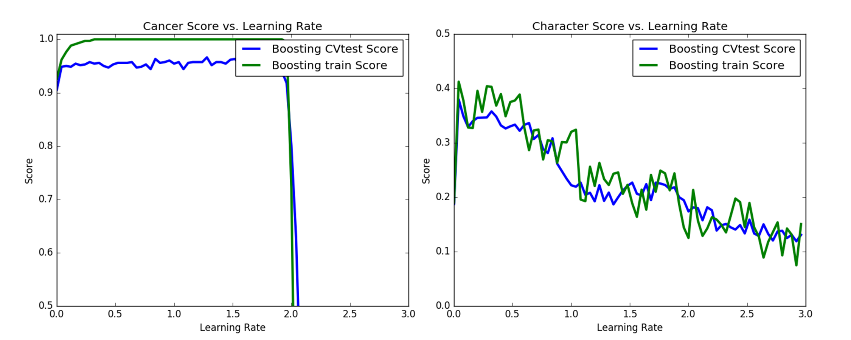 Cancer Score vs. Learning Rate
Boosting CVtest Score
Boosting train Score
1.0
0.9
0.8
0.7
0.6
0.5
Score
0.0 0.5 1.0 1.5 2.0 2.5 3.0
Learning Rate
Character Score vs. Learning Rate
Boosting CVtest Score
Boosting train Score
0.5
0.4
0.3
0.2
0.1
0.0
Score
0.0 0.5 1.0 1.5 2.0 2.5 3.0
Learning Rate